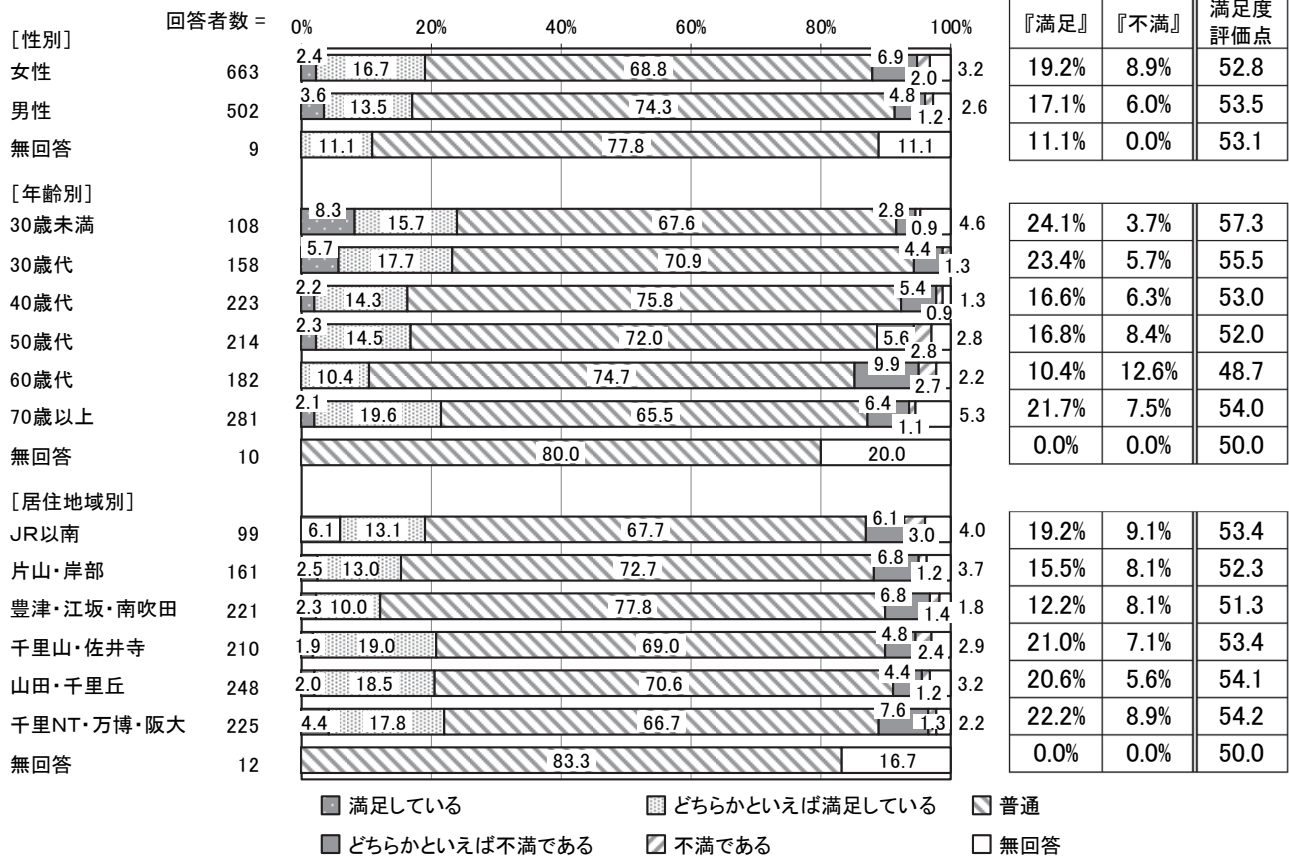 回答者数 = 0% 20% 40% 60% 80% 100% 『満足』 『不満』 満足度評価点
［性別］
女性 663 2.4 16.7 68.8 6.9 2.0 3.2 19.2% 8.9% 52.8
男性 502 3.6 13.5 74.3 4.8 1.2 2.6 17.1% 6.0% 53.5
無回答 9 11.1 77.8 11.1 11.1% 0.0% 53.1
［年齢別］
30歳未満 108 8.3 15.7 67.6 2.8 0.9 4.6 24.1% 3.7% 57.3
30歳代 158 5.7 17.7 70.9 4.4 1.3 23.4% 5.7% 55.5
40歳代 223 2.2 14.3 75.8 5.4 0.9 1.3 16.6% 6.3% 53.0
50歳代 214 2.3 14.5 72.0 5.6 2.8 2.8 16.8% 8.4% 52.0
60歳代 182 10.4 74.7 9.9 2.7 2.2 10.4% 12.6% 48.7
70歳以上 281 2.1 19.6 65.5 6.4 1.1 5.3 21.7% 7.5% 54.0
無回答 10 80.0 20.0 0.0% 0.0% 50.0
［居住地域別］
JR以南 99 6.1 13.1 67.7 6.1 3.0 4.0 19.2% 9.1% 53.4
片山・岸部 161 2.5 13.0 72.7 6.8 1.2 3.7 15.5% 8.1% 52.3
豊津・江坂・南吹田 221 2.3 10.0 77.8 6.8 1.4 1.8 12.2% 8.1% 51.3
千里山・佐井寺 210 1.9 19.0 69.0 4.8 2.4 2.9 21.0% 7.1% 53.4
山田・千里丘 248 2.0 18.5 70.6 4.4 1.2 3.2 20.6% 5.6% 54.1
千里NT・万博・阪大 225 4.4 17.8 66.7 7.6 1.3 2.2 22.2% 8.9% 54.2
無回答 12 83.3 16.7 0.0% 0.0% 50.0
満足している どちらかといえば満足している 普通
どちらかといえば不満である 不満である 無回答